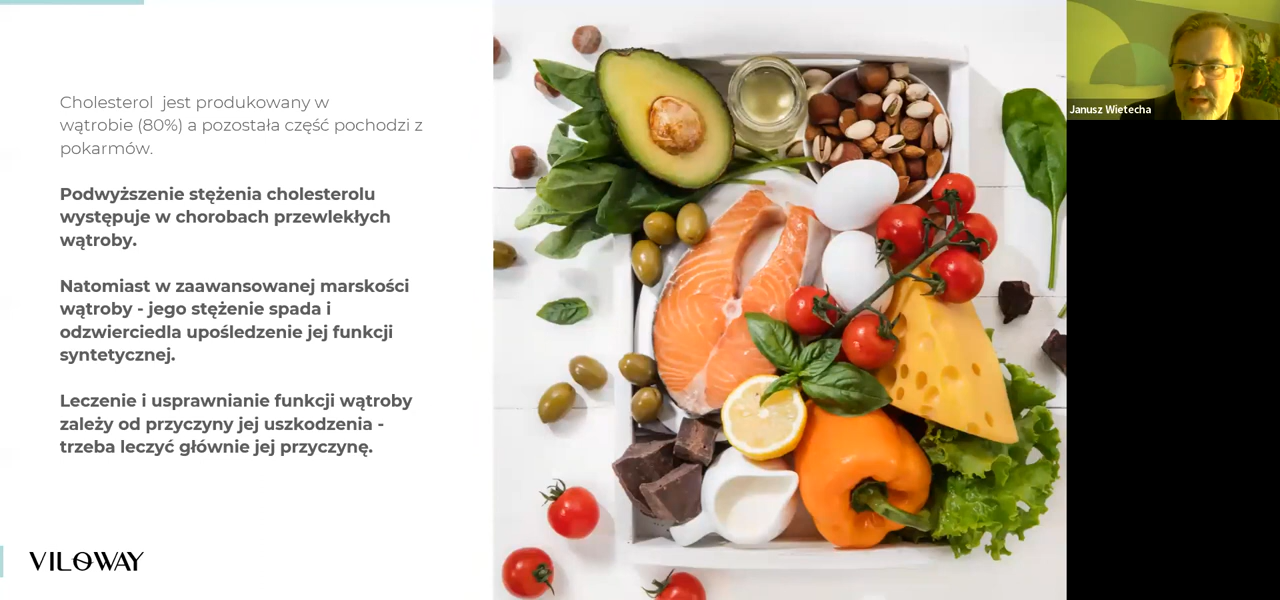 Cholesterol  jest produkowany w
wątrobie (80%) a pozostała część pochodzi z
pokarmów.
Podwyższenie stężenia cholesterolu
występuje w chorobach przewlekłych
wątroby.
Natomiast w zaawansowanej marskości
wątroby - jego stężenie spada i
odzwierciedla upośledzenie jej funkcji
syntetycznej.
Leczenie i usprawnianie funkcji wątroby
zależy od przyczyny jej uszkodzenia -
trzeba leczyć głównie jej przyczynę.
VILOWAY
Janusz Wietecha